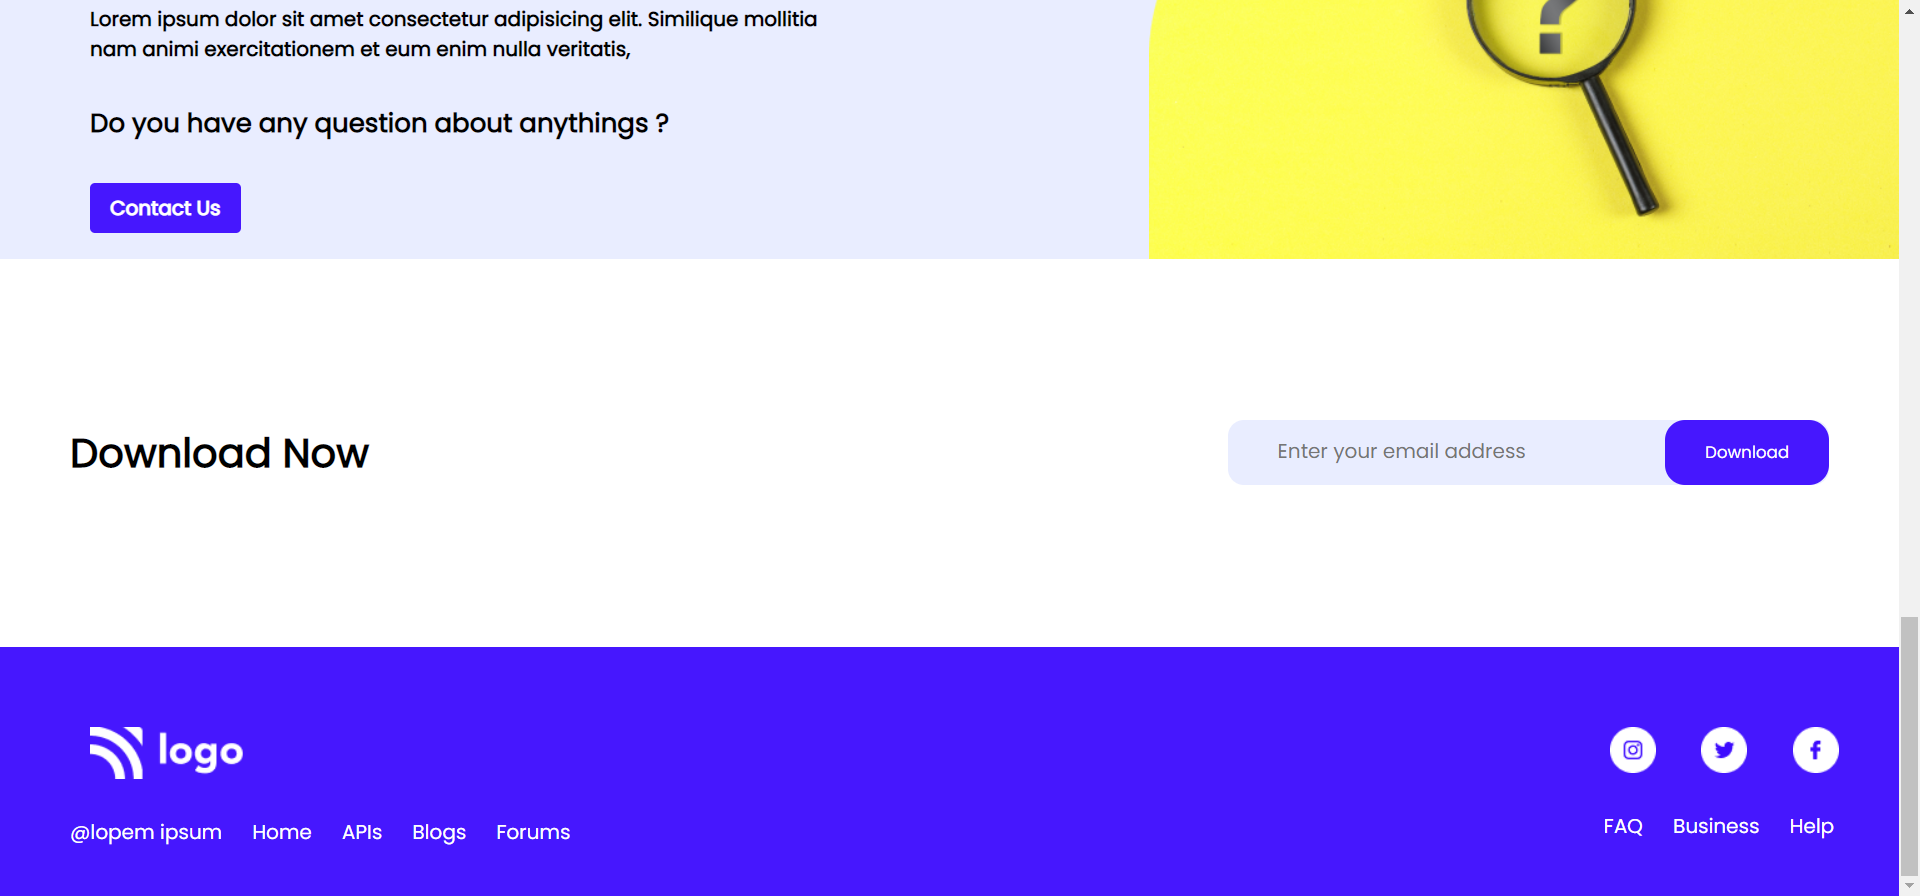 Lorem ipsum dolor sit amet consectetur adipisicing elit. Similique mollitia
nam animi exercitationem et eum enim nulla veritatis,
Do you have any question about anythings ?
Contact Us
?
Download Now
Enter your email address
Download
logo
@lopem ipsum Home APIs Blogs Forums
FAQ Business Help